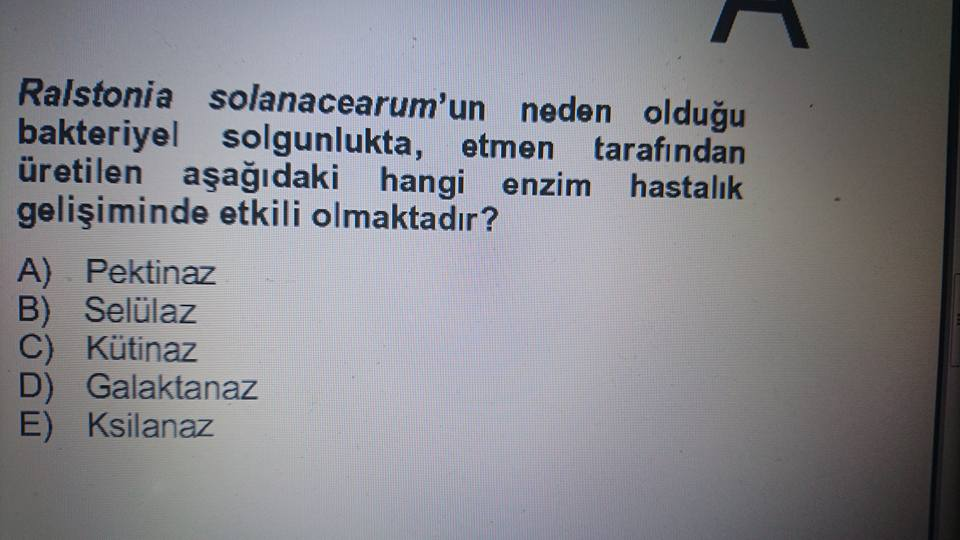 A
Ralstonia solanacearum'un neden olduğu
bakteriyel solgunlukta, etmen tarafından
üretilen aşağıdaki hangi enzim hastalık
gelişiminde etkili olmaktadır?
A) Pektinaz
B) Selülaz
C) Kütinaz
D) Galaktanaz
E) Ksilanaz